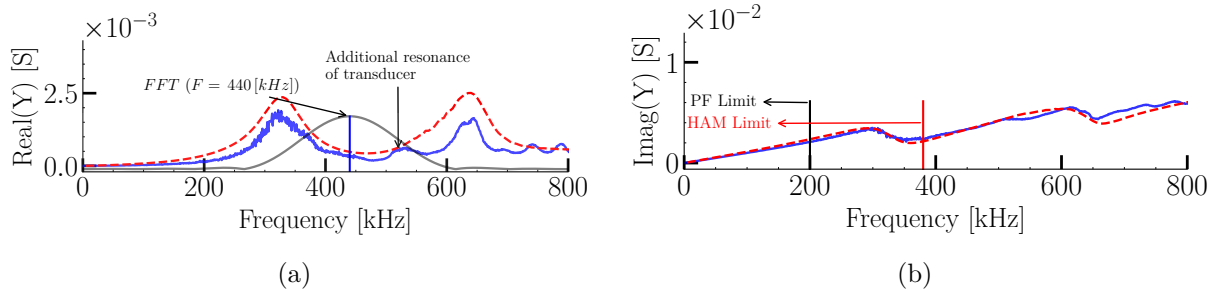 ×10⁻³
Real(Y) [S]
2.5
0.0
0
200
400
600
800
Frequency [kHz]
FFT (F = 440 [kHz])
Additional resonance
of transducer
(a)
×10⁻²
Imag(Y) [S]
1
0
PF Limit
HAM Limit
0
200
400
600
800
Frequency [kHz]
(b)